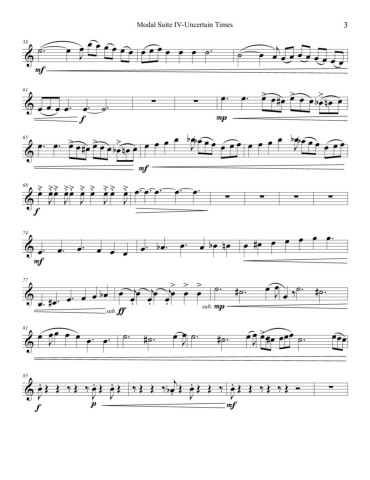 Modal Suite IV-Uncertain Times 3
56
mf
61
f mp
65
mf
68
f
74
mf
77
sub. ff sub. mp
81
85
f p mf